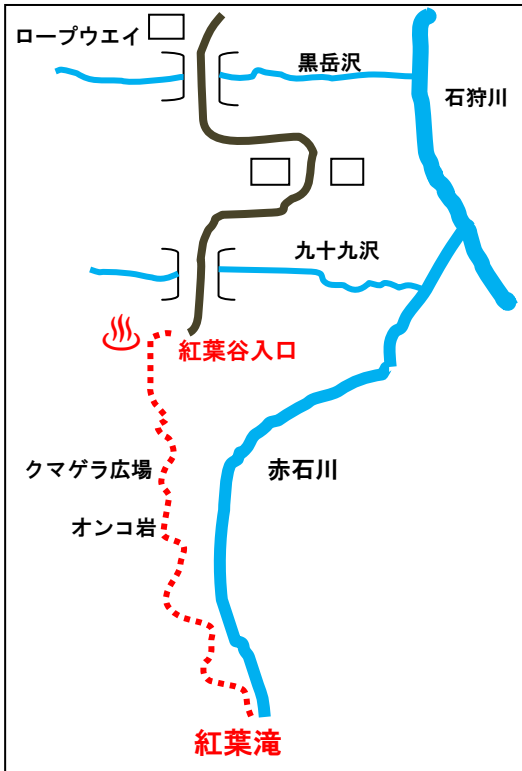 ロープウエイ
黒岳沢
石狩川
九十九沢
紅葉谷入口
クマゲラ広場
赤石川
オンコ岩
紅葉滝